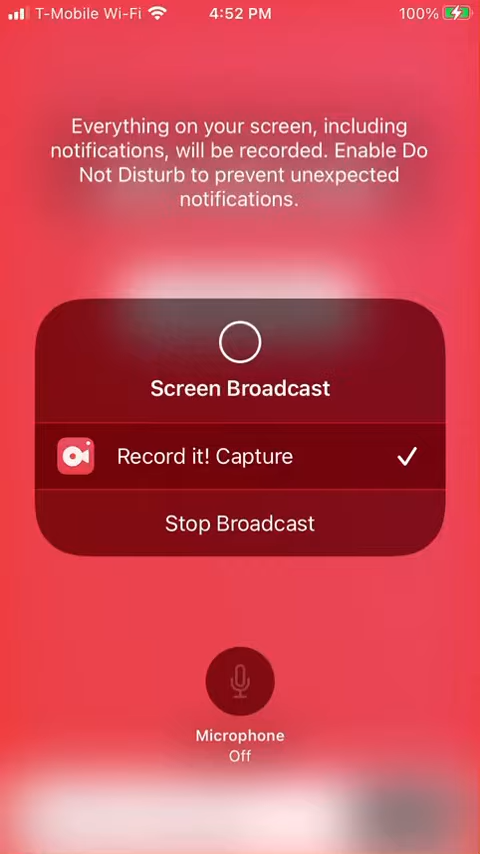 T-Mobile Wi-Fi 4:52 PM 100%
Everything on your screen, including
notifications, will be recorded. Enable Do
Not Disturb to prevent unexpected
notifications.
Screen Broadcast
Record it! Capture
Stop Broadcast
Microphone
Off